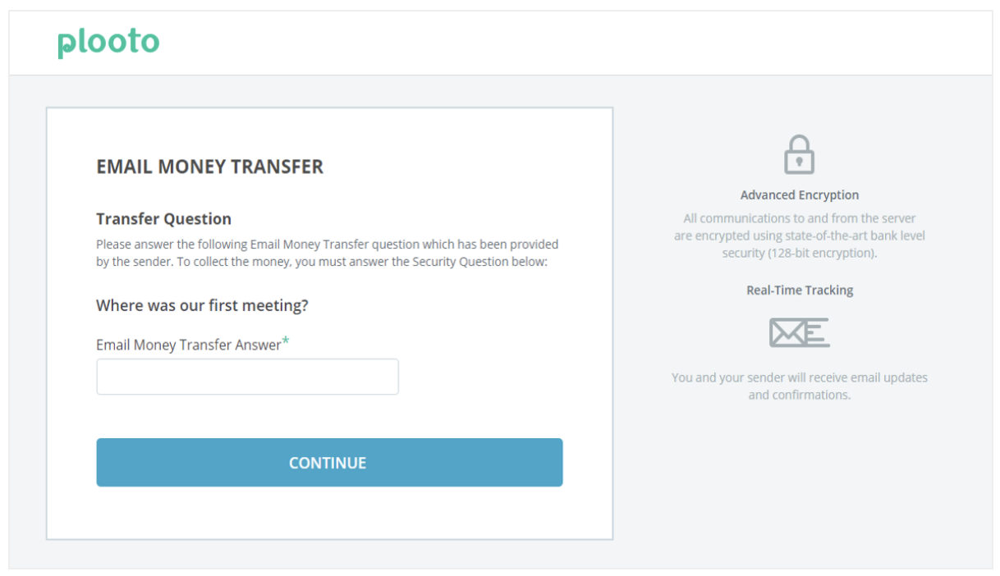 plooto
EMAIL MONEY TRANSFER
Transfer Question
Please answer the following Email Money Transfer question which has been provided
by the sender. To collect the money, you must answer the Security Question below:
Where was our first meeting?
Email Money Transfer Answer*
CONTINUE
Advanced Encryption
All communications to and from the server
are encrypted using state-of-the-art bank level
security (128-bit encryption).
Real-Time Tracking
You and your sender will receive email updates
and confirmations.